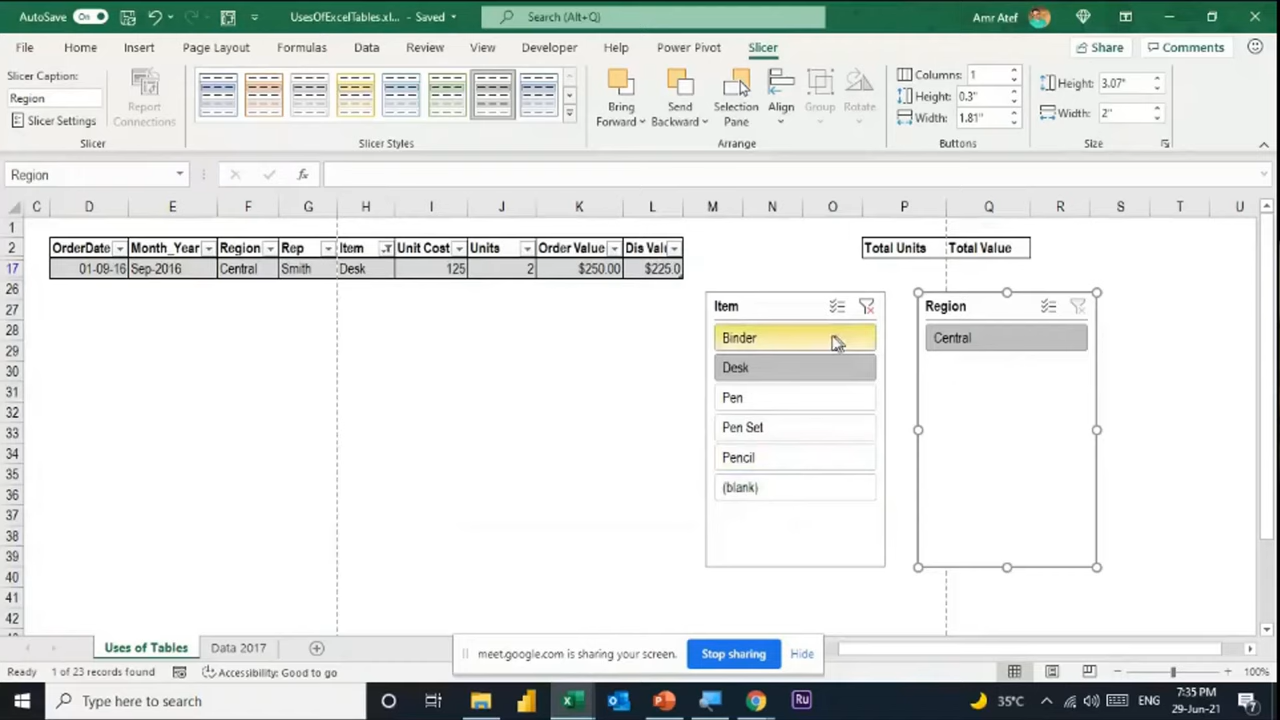 AutoSave On UsesOfExcelTables.xl... - Saved Search (Alt+Q) Amr Atef
File Home Insert Page Layout Formulas Data Review View Developer Help Power Pivot Slicer Share Comments
Slicer Caption:
Region
Slicer Settings
Report
Connections
Slicer
Slicer Styles
Bring
Forward
Send
Backward
Selection
Pane
Align
Group
Rotate
Arrange
Columns: 1
Height: 0.3"
Width: 1.81"
Buttons
Height: 3.07"
Width: 2"
Size
Region fx
C D E F G H I J K L M N O P Q R S T U
1
2 OrderDate Month_Year Region Rep Item Unit Cost Units Order Value Dis Valu Total Units Total Value
17 01-09-16 Sep-2016 Central Smith Desk 125 2 $250.00 $225.0
26
27
28
29
30
31
32
33
34
35
36
37
38
39
40
41
42
Item
Binder
Desk
Pen
Pen Set
Pencil
(blank)
Region
Central
Uses of Tables Data 2017
meet.google.com is sharing your screen. Stop sharing Hide
Ready 1 of 23 records found Accessibility: Good to go 100%
Type here to search Ru 35°C ENG 7:35 PM
29-Jun-21 7